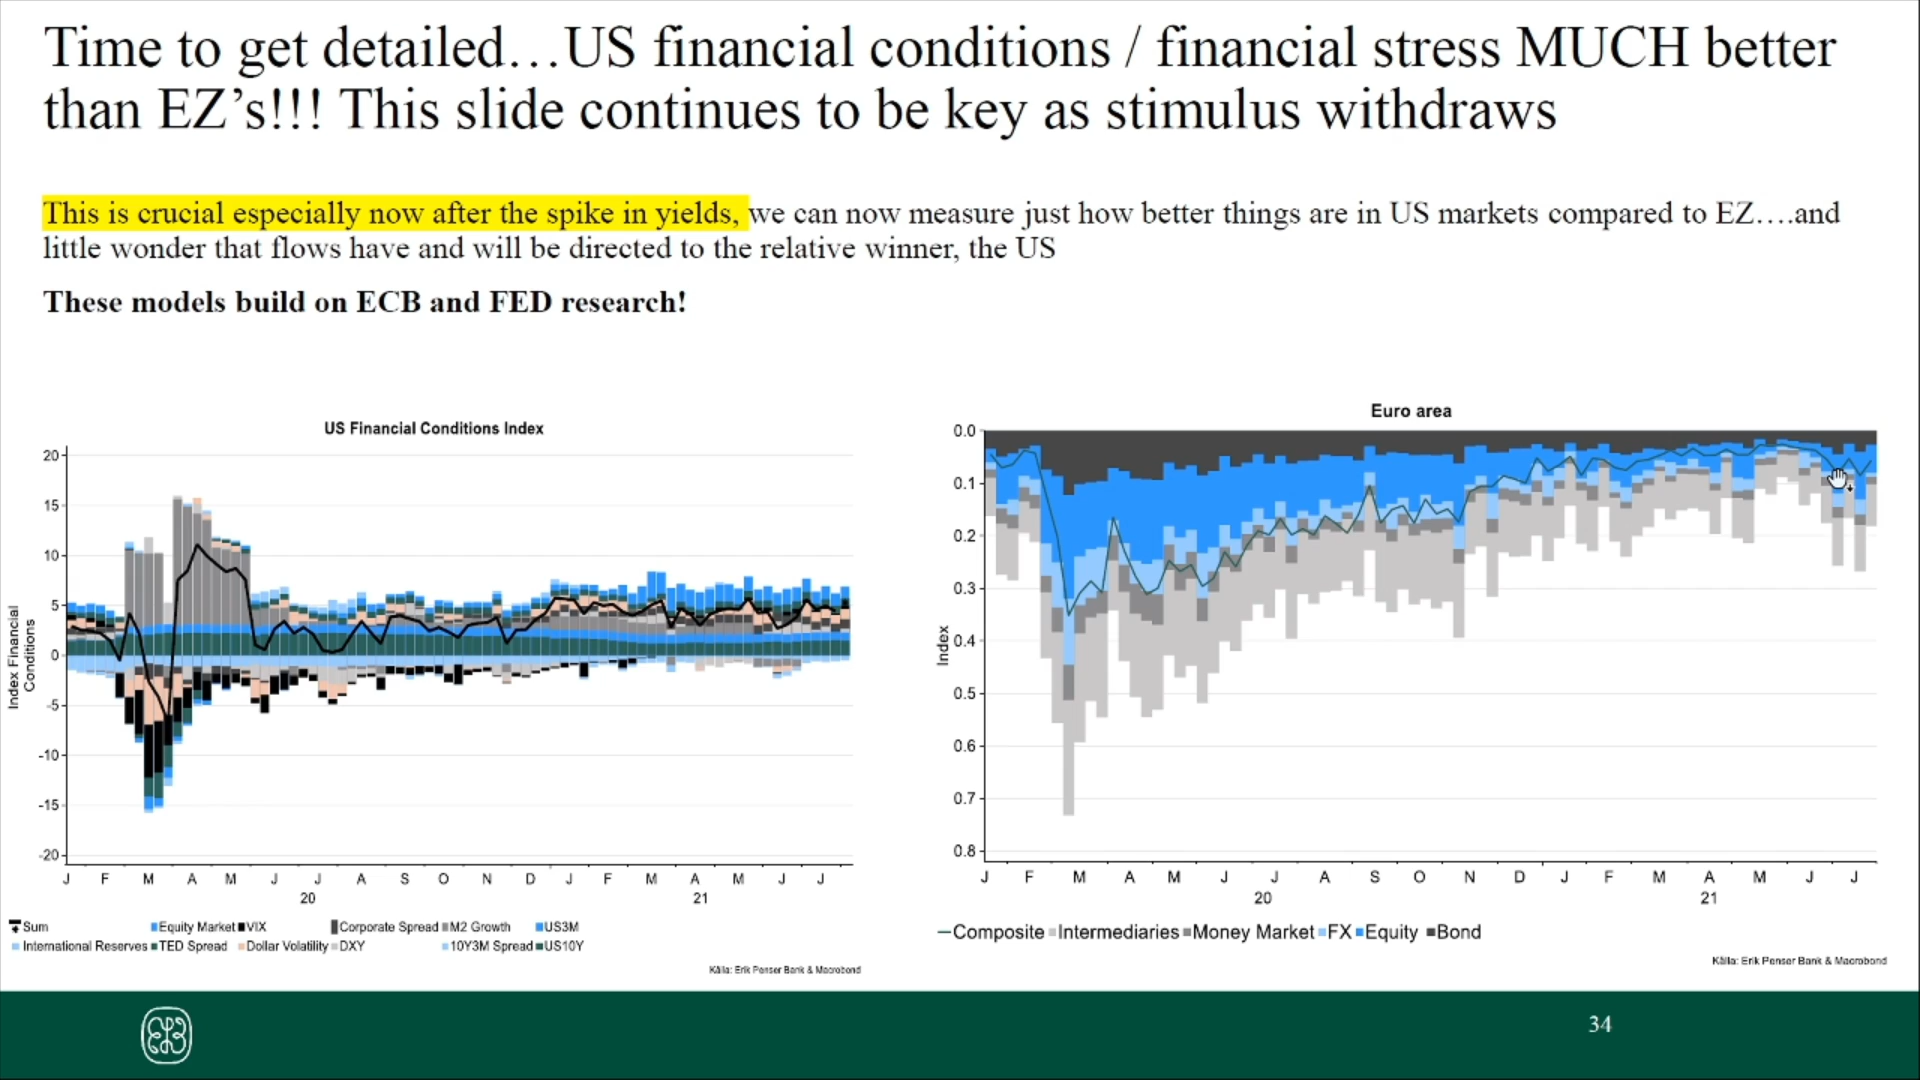 Time to get detailed…US financial conditions / financial stress MUCH better
than EZ's!!! This slide continues to be key as stimulus withdraws
This is crucial especially now after the spike in yields, we can now measure just how better things are in US markets compared to EZ….and
little wonder that flows have and will be directed to the relative winner, the US
These models build on ECB and FED research!
US Financial Conditions Index
20
15
10
5
0
-5
-10
-15
-20
Index Financial
Conditions
J F M A M J J A S O N D J F M A M J J
20 21
Sum Equity Market VIX Corporate Spread M2 Growth US3M
International Reserves TED Spread Dollar Volatility DXY 10Y3M Spread US10Y
Källa: Erik Penser Bank & Macrobond
Euro area
0.0
0.1
0.2
0.3
0.4
0.5
0.6
0.7
0.8
Index
J F M A M J J A S O N D J F M A M J J
20 21
Composite Intermediaries Money Market FX Equity Bond
Källa: Erik Penser Bank & Macrobond
34